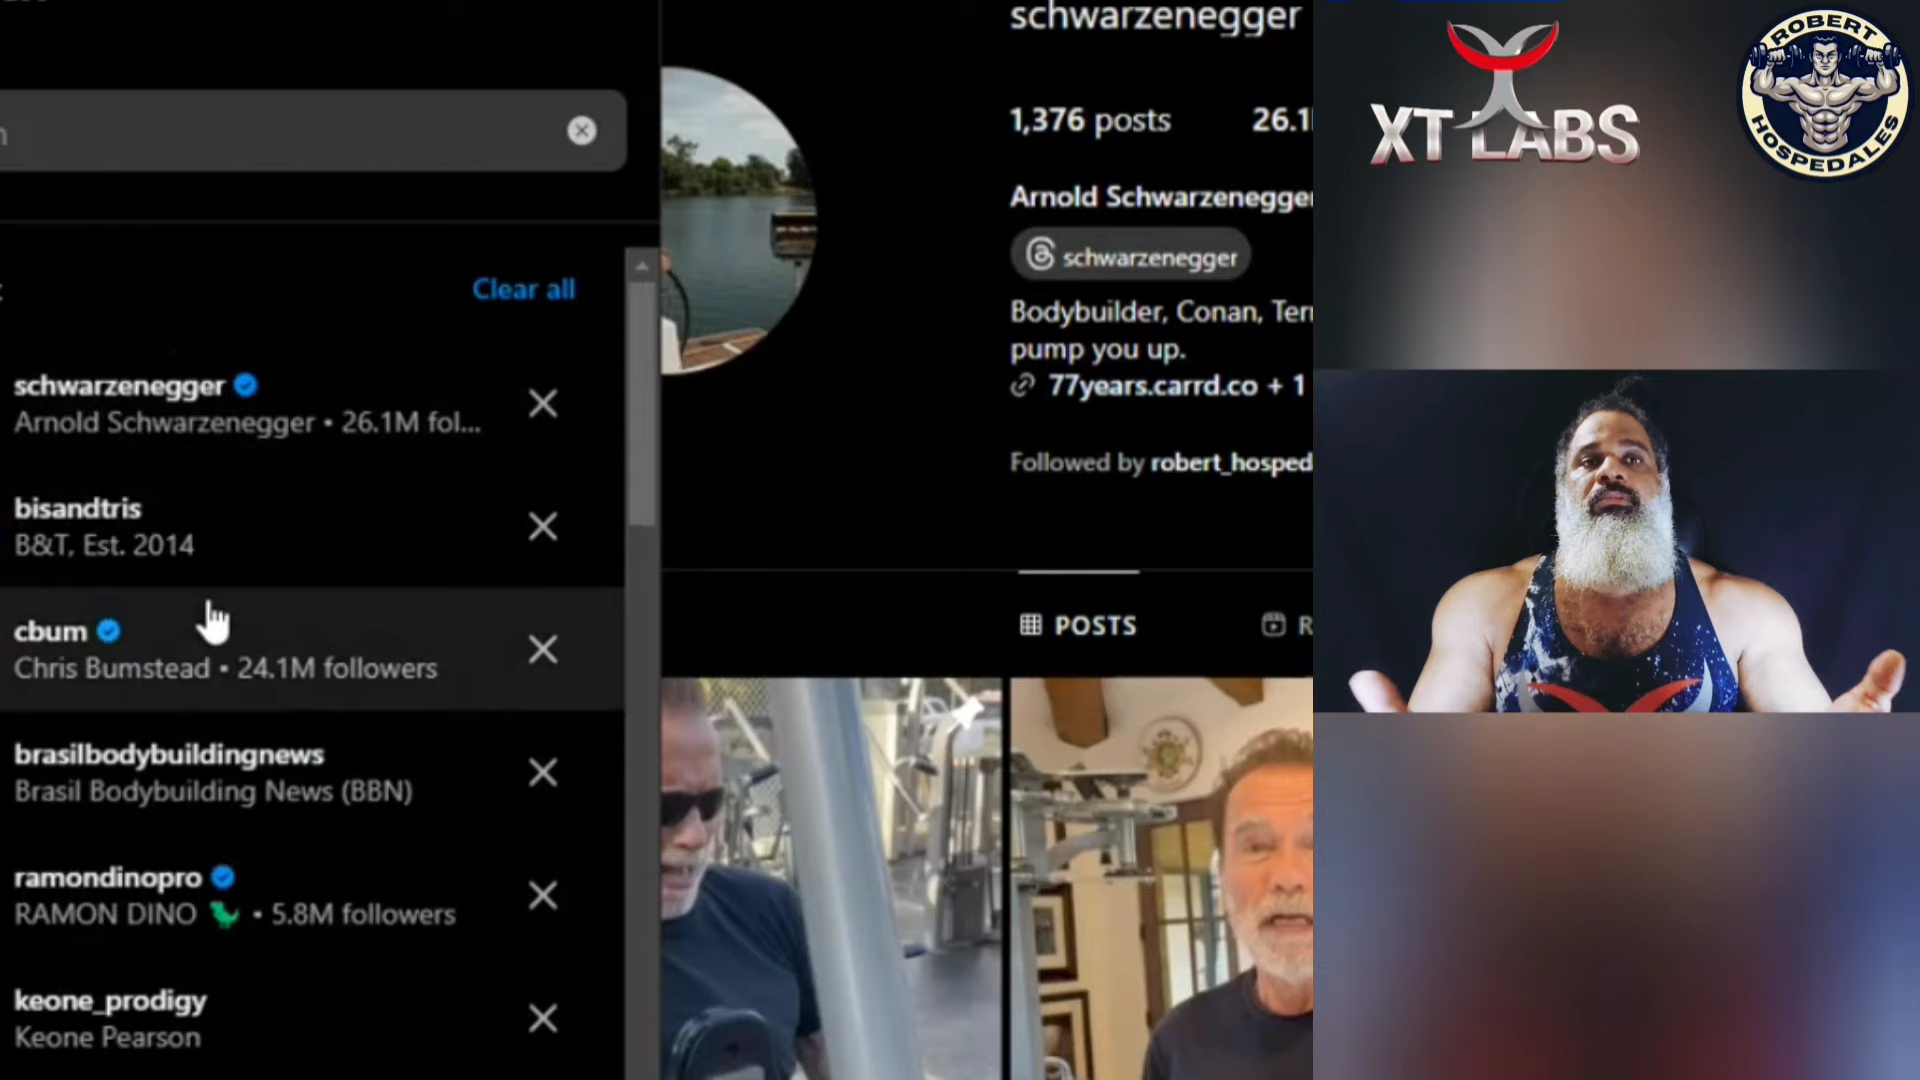 Clear all
schwarzenegger
Arnold Schwarzenegger • 26.1M fol...
bisandtris
B&T, Est. 2014
cbum
Chris Bumstead • 24.1M followers
brasilbodybuildingnews
Brasil Bodybuilding News (BBN)
ramondinopro
RAMON DINO • 5.8M followers
keone_prodigy
Keone Pearson
schwarzenegger
1,376 posts 26.1
Arnold Schwarzenegger
schwarzenegger
Bodybuilder, Conan, Ter
pump you up.
77years.carrd.co + 1
Followed by robert_hosped
POSTS R
XT LABS
ROBERT
HOSPEDALES